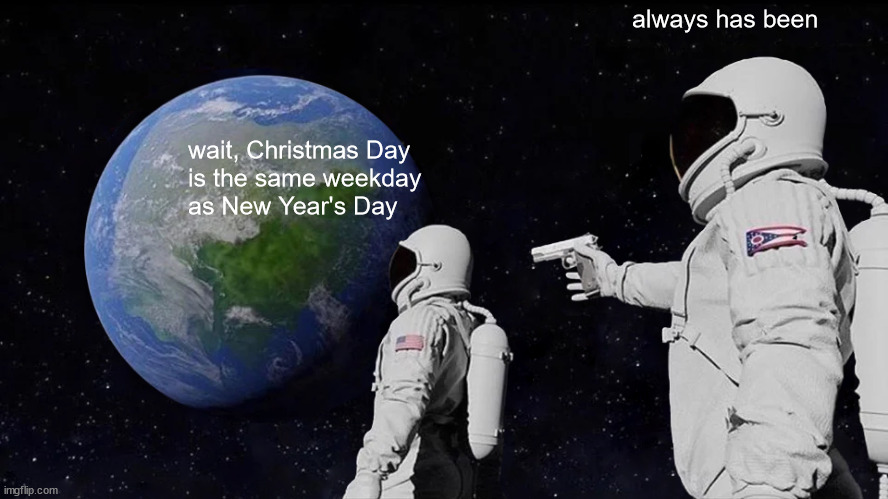 always has been
wait, Christmas Day
is the same weekday
as New Year's Day
imgflip.com